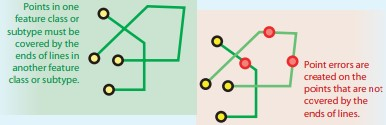 Points in one
feature class or
subtype must be
covered by the
ends of lines in
another feature
class or subtype.
Point errors are
created on the
points that are not
covered by the
ends of lines.